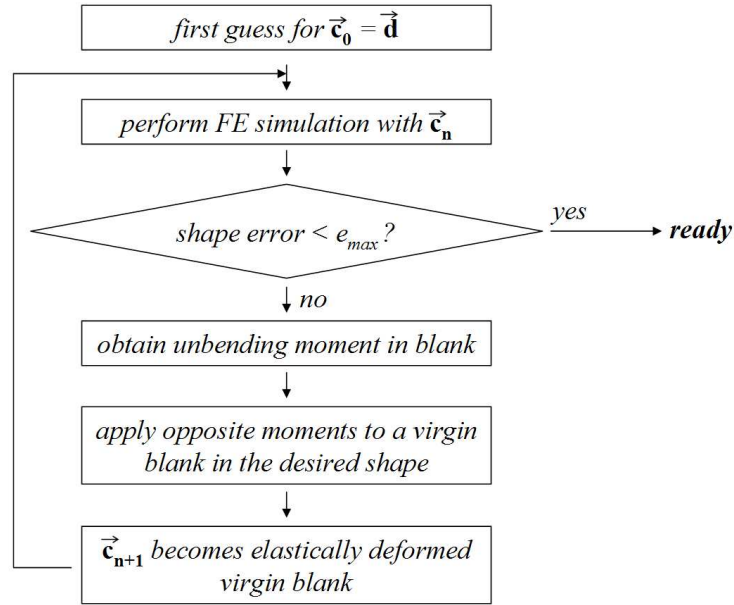 first guess for c⃗₀ = d⃗
perform FE simulation with c⃗ₙ
shape error < eₘₐₓ?
yes
ready
no
obtain unbending moment in blank
apply opposite moments to a virgin
blank in the desired shape
c⃗ₙ₊₁ becomes elastically deformed
virgin blank